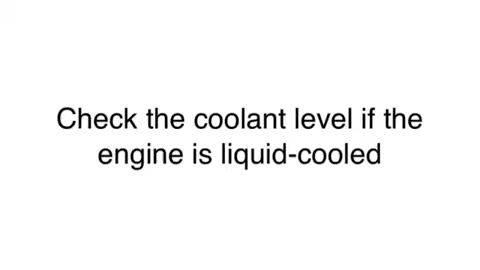 Check the coolant level if the
engine is liquid-cooled